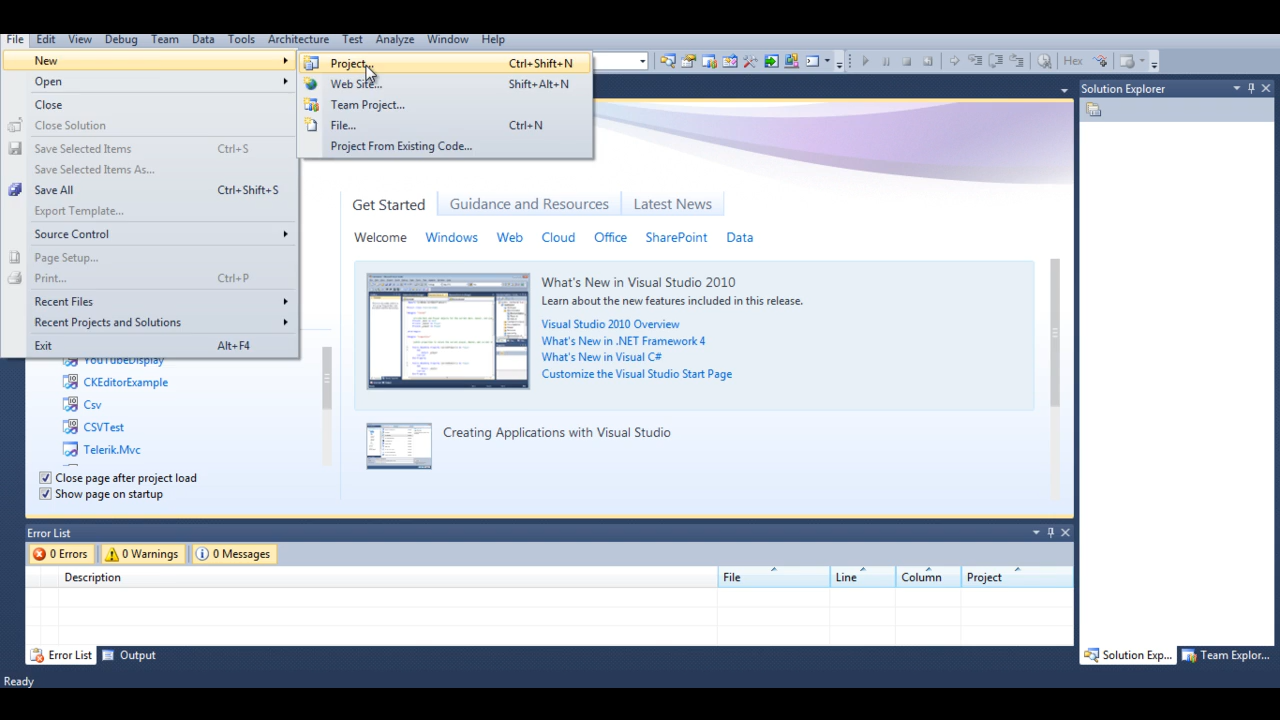 File Edit View Debug Team Data Tools Architecture Test Analyze Window Help
New
Open
Close
Close Solution
Save Selected Items Ctrl+S
Save Selected Items As...
Save All Ctrl+Shift+S
Export Template...
Source Control
Page Setup...
Print... Ctrl+P
Recent Files
Recent Projects and Solutions
Exit Alt+F4
Project... Ctrl+Shift+N
Web Site... Shift+Alt+N
Team Project...
File... Ctrl+N
Project From Existing Code...
Hex
YouTubeDisplay
CKEditorExample
Csv
CSVTest
Telerik.Mvc
Close page after project load
Show page on startup
Get Started Guidance and Resources Latest News
Welcome Windows Web Cloud Office SharePoint Data
What's New in Visual Studio 2010
Learn about the new features included in this release.
Visual Studio 2010 Overview
What's New in .NET Framework 4
What's New in Visual C#
Customize the Visual Studio Start Page
Creating Applications with Visual Studio
Solution Explorer
Error List
0 Errors 0 Warnings 0 Messages
Description File Line Column Project
Error List Output
Solution Exp... Team Explor...
Ready